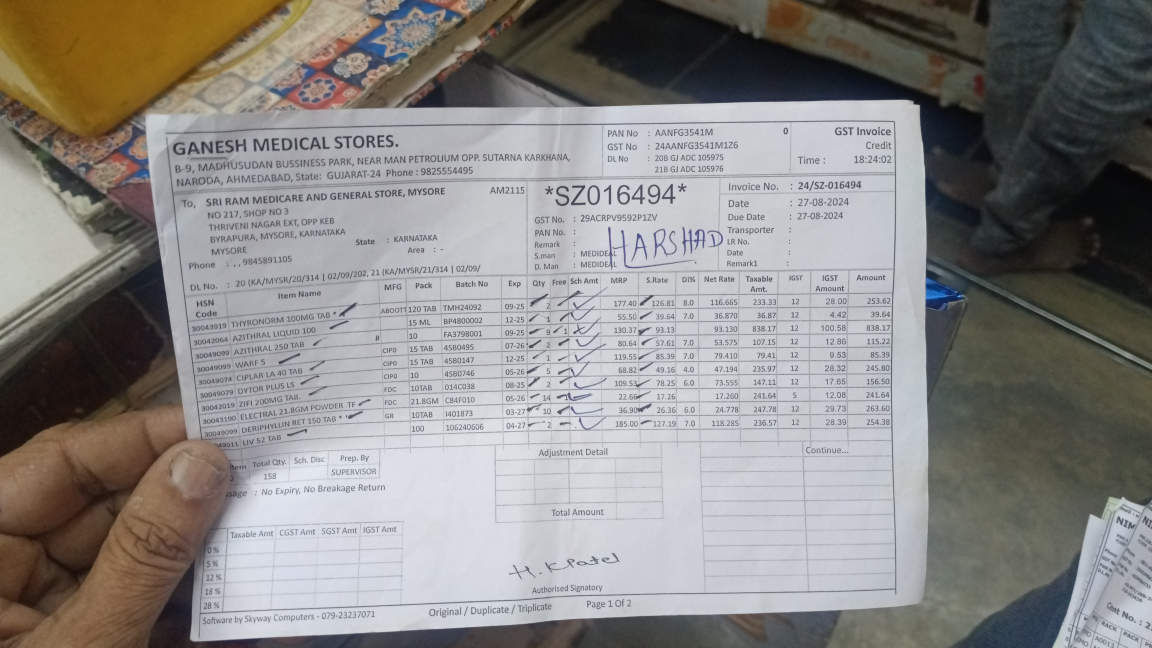 GANESH MEDICAL STORES.
B-9, MADHUSUDAN BUSSINESS PARK, NEAR MAN PETROLIUM OPP. SUTARNA KARKHANA,
NARODA, AHMEDABAD, State: GUJARAT-24 Phone : 9825554495
PAN No : AANFG3541M 0
GST No : 24AANFG3541M1Z6
DL No : 20B GJ ADC 105975
21B GJ ADC 105976
GST Invoice
Credit
Time : 18:24:02
To, SRI RAM MEDICARE AND GENERAL STORE, MYSORE AM2115
NO 217, SHOP NO 3
THRIVENI NAGAR EXT, OPP KEB
BYRAPURA, MYSORE, KARNATAKA
MYSORE
State : KARNATAKA
Area : -
Phone : ,, 9845891105
DL No. : 20 (KA/MYSR/20/314 | 02/09/202, 21 (KA/MYSR/21/314 | 02/09/
*SZ016494*
GST No. : 29ACRPV9592P1ZV
PAN No. :
Remark :
S.man : MEDIDEAL
D. Man : MEDIDEAL
HARSHAD
Invoice No. : 24/SZ-016494
Date : 27-08-2024
Due Date : 27-08-2024
Transporter :
LR No. :
Date :
Remark1 :
HSN Code Item Name MFG Pack Batch No Exp Qty Free Sch Amt MRP S.Rate Di% Net Rate Taxable Amt. IGST IGST Amount Amount
30043919 THYRONORM 100MG TAB * ABOOTT 120 TAB TMH24092 09-25 2 177.40 126.81 8.0 116.665 233.33 12 28.00 253.62
30042064 AZITHRAL LIQUID 100 15 ML BP4800002 12-25 1 55.50 39.64 7.0 36.870 36.87 12 4.42 39.64
30049099 AZITHRAL 250 TAB 10 FA3798001 09-25 9 1 130.37 93.13 93.130 838.17 12 100.58 838.17
30049099 WARF 5 CIP0 15 TAB 4SB0495 07-26 2 80.64 57.61 7.0 53.575 107.15 12 12.86 115.22
30049074 CIPLAR LA 40 TAB CIP0 15 TAB 4SB0147 12-25 1 119.55 85.39 7.0 79.410 79.41 12 9.53 85.39
30049079 DYTOR PLUS LS CIP0 10 4SB0746 05-26 5 68.82 49.16 4.0 47.194 235.97 12 28.32 245.80
30042019 ZIFI 200MG TAB. FDC 10TAB 014C038 08-25 2 109.53 78.25 6.0 73.555 147.11 12 17.65 156.50
30043190 ELECTRAL 21.8GM POWDER .TE FDC 21.8GM C84F010 05-26 14 22.66 17.26 17.260 241.64 5 12.08 241.64
30049099 DERIPHYLLIN RET 150 TAB * GR 10TAB I401873 03-27 10 36.90 26.36 6.0 24.778 247.78 12 29.73 263.60
49011 LIV 52 TAB 100 106240606 04-27 2 185.00 127.19 7.0 118.285 236.57 12 28.39 254.38
Total Qty. Sch. Disc Prep. By
158 SUPERVISOR
: No Expiry, No Breakage Return
Adjustment Detail
Total Amount
Continue...
Taxable Amt CGST Amt SGST Amt IGST Amt
0 %
5 %
12 %
18 %
28 %
H.K Patel
Authorised Signatory
Software by Skyway Computers - 079-23237071 Original / Duplicate / Triplicate Page 1 Of 2